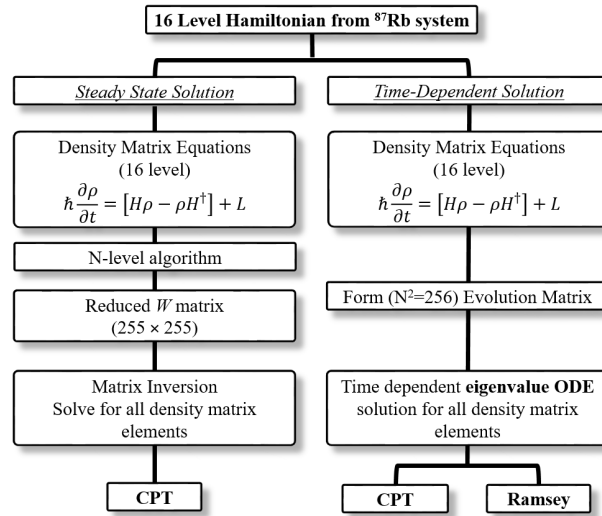 16 Level Hamiltonian from ⁸⁷Rb system
Steady State Solution
Density Matrix Equations
(16 level)
ℏ ∂ρ/∂t = [Hρ − ρH†] + L
N-level algorithm
Reduced W matrix
(255 × 255)
Matrix Inversion
Solve for all density matrix
elements
CPT
Time-Dependent Solution
Density Matrix Equations
(16 level)
ℏ ∂ρ/∂t = [Hρ − ρH†] + L
Form (N²=256) Evolution Matrix
Time dependent eigenvalue ODE
solution for all density matrix
elements
CPT
Ramsey